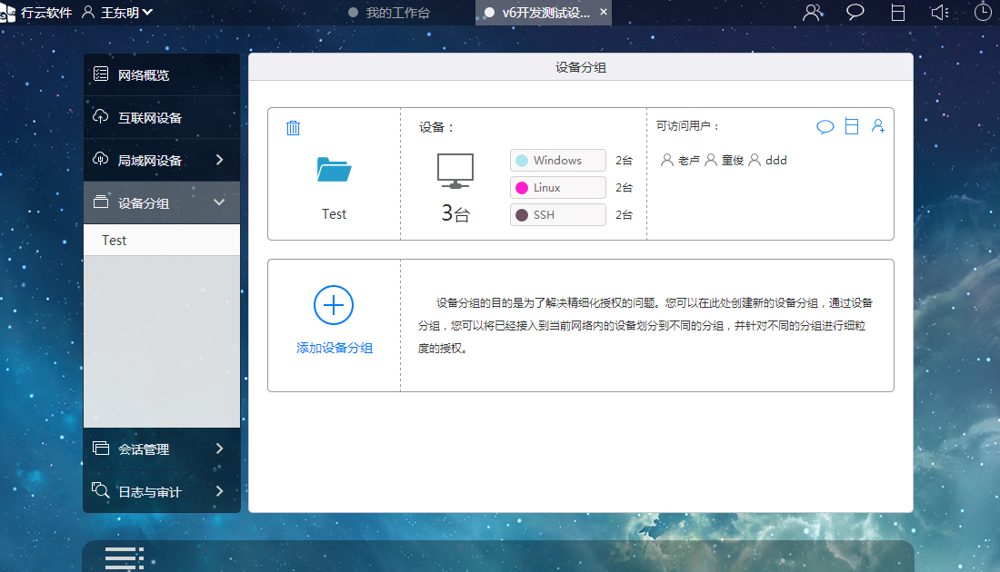 行云软件 王东明 我的工作台 v6开发测试设... ×
设备分组
网络概览
互联网设备
局域网设备
设备分组
Test
会话管理
日志与审计
Test
设备：
3台
Windows 2台
Linux 2台
SSH 2台
可访问用户：
老卢 童俊 ddd
添加设备分组
设备分组的目的是为了解决精细化授权的问题。您可以在此处创建新的设备分组，通过设备
分组，您可以将已经接入到当前网络内的设备划分到不同的分组，并针对不同的分组进行细粒
度的授权。